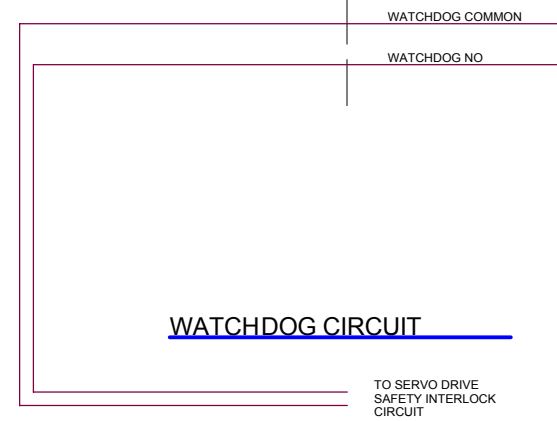 WATCHDOG COMMON
WATCHDOG NO
WATCHDOG CIRCUIT
TO SERVO DRIVE
SAFETY INTERLOCK
CIRCUIT